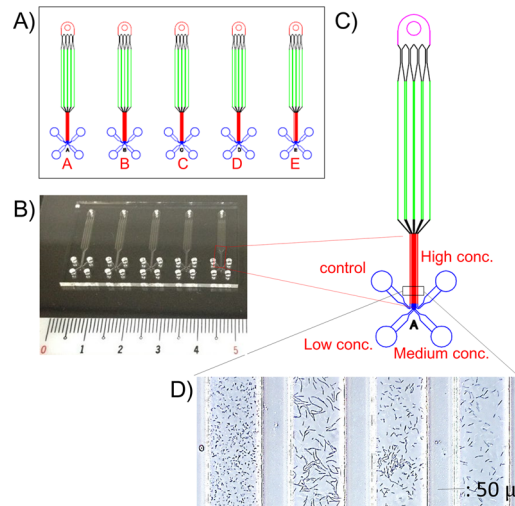 A)
A B C D E
A B C D E
B)
0 1 2 3 4 5
C)
control
High conc.
Low conc.
A
Medium conc.
D)
: 50 µ